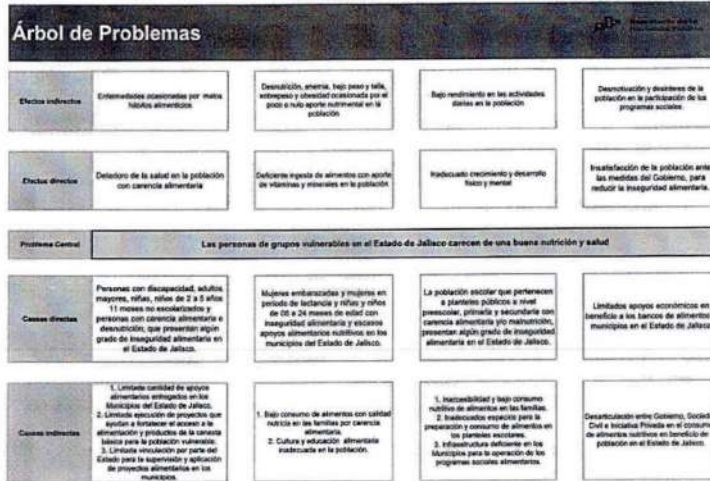 Árbol de Problemas
Efectos indirectos
Enfermedades ocasionadas por malos
hábitos alimenticios
Desnutrición, anemia, bajo peso y talla,
sobrepeso y obesidad ocasionada por el
poco o nulo aporte nutrimental en la
población
Bajo rendimiento en las actividades
diarias en la población
Desmotivación y desinterés de la
población en la participación de los
programas sociales.
Efectos directos
Deterioro de la salud en la población
con carencia alimentaria
Deficiente ingesta de alimentos con aporte
de vitaminas y minerales en la población
Inadecuado crecimiento y desarrollo
físico y mental
Insatisfacción de la población ante
las medidas del Gobierno, para
reducir la inseguridad alimentaria.
Problema Central
Las personas de grupos vulnerables en el Estado de Jalisco carecen de una buena nutrición y salud
Causas directas
Personas con discapacidad, adultos
mayores, niñas, niños de 2 a 5 años
11 meses no escolarizados y
personas con carencia alimentaria o
desnutrición, que presentan algún
grado de inseguridad alimentaria en
el Estado de Jalisco.
Mujeres embarazadas y mujeres en
periodo de lactancia y niñas y niños
de 06 a 24 meses de edad con
inseguridad alimentaria y escasos
apoyos alimentarios nutritivos en los
municipios del Estado de Jalisco.
La población escolar que pertenecen
a planteles públicos a nivel
preescolar, primaria y secundaria con
carencia alimentaria y/o malnutrición,
presentan algún grado de inseguridad
alimentaria en el Estado de Jalisco.
Limitados apoyos económicos en
beneficio a los bancos de alimentos
municipios en el Estado de Jalisco
Causas indirectas
1. Limitada cantidad de apoyos
alimentarios entregados en los
Municipios del Estado de Jalisco.
2. Limitada ejecución de proyectos que
ayudan a fortalecer el acceso a la
alimentación y productos de la canasta
básica para la población vulnerable.
3. Limitada vinculación por parte del
Estado para la supervisión y aplicación
de proyectos alimentarios en los
municipios.
1. Bajo consumo de alimentos con calidad
nutricia en las familias por carencia
alimentaria.
2. Cultura y educación alimentaria
inadecuada en la población.
1. Inaccesibilidad y bajo consumo
nutritivo de alimentos en las familias.
2. Inadecuados espacios para la
preparación y consumo de alimentos en
los planteles escolares.
3. Infraestructura deficiente en los
Municipios para la operación de los
programas sociales alimentarios.
Desarticulación entre Gobierno, Sociedad
Civil e Iniciativa Privada en el consumo
de alimentos nutritivos en beneficio de la
población en el Estado de Jalisco.